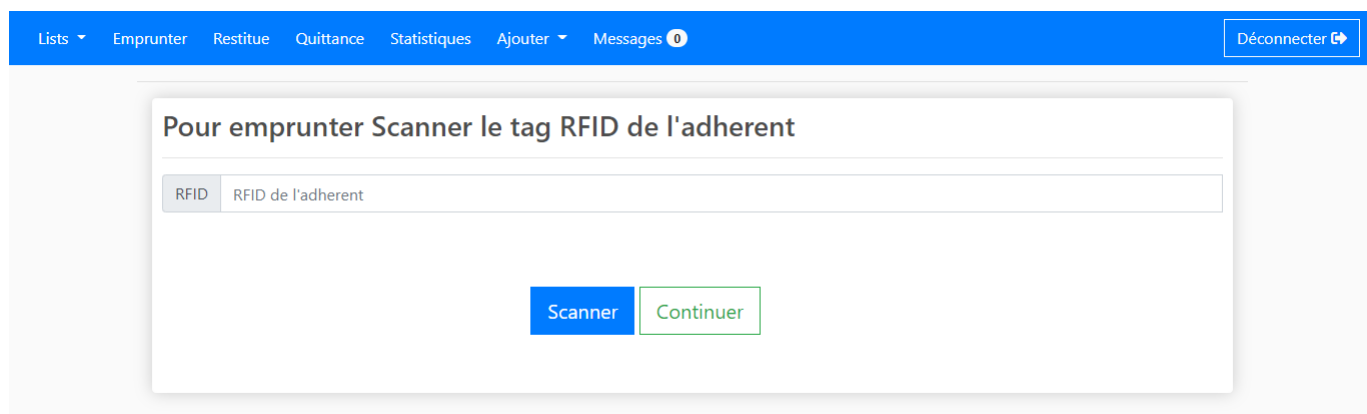 Lists Emprunter Restitue Quittance Statistiques Ajouter Messages 0 Déconnecter
Pour emprunter Scanner le tag RFID de l'adherent
RFID RFID de l'adherent
Scanner Continuer